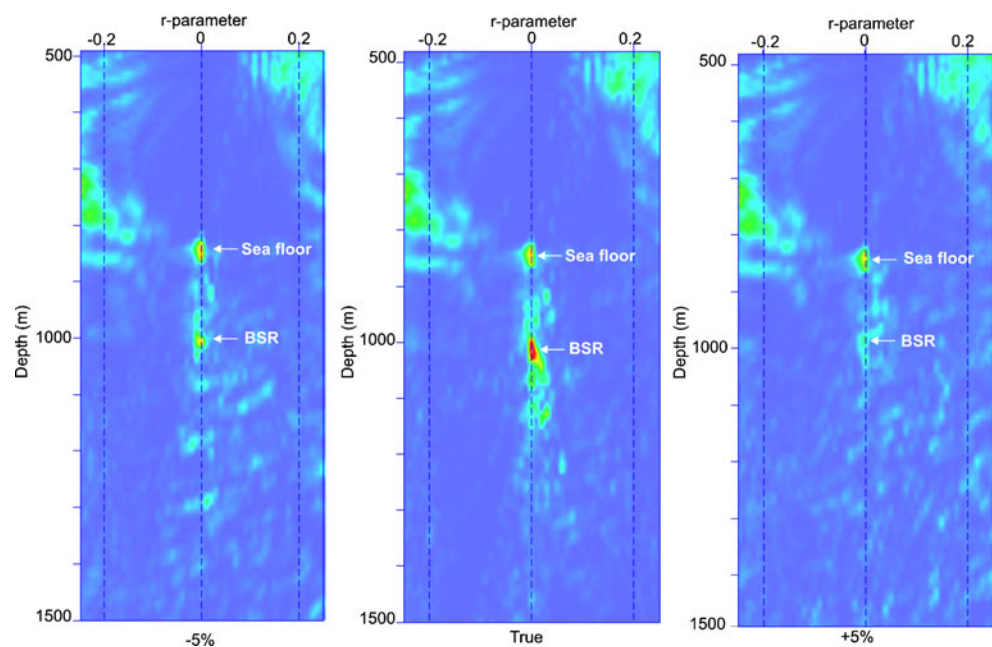 r-parameter
-0.2 0 0.2
500
Depth (m)
1000
1500
Sea floor
BSR
-5%
r-parameter
-0.2 0 0.2
500
Depth (m)
1000
1500
Sea floor
BSR
True
r-parameter
-0.2 0 0.2
500
Depth (m)
1000
1500
Sea floor
BSR
+5%